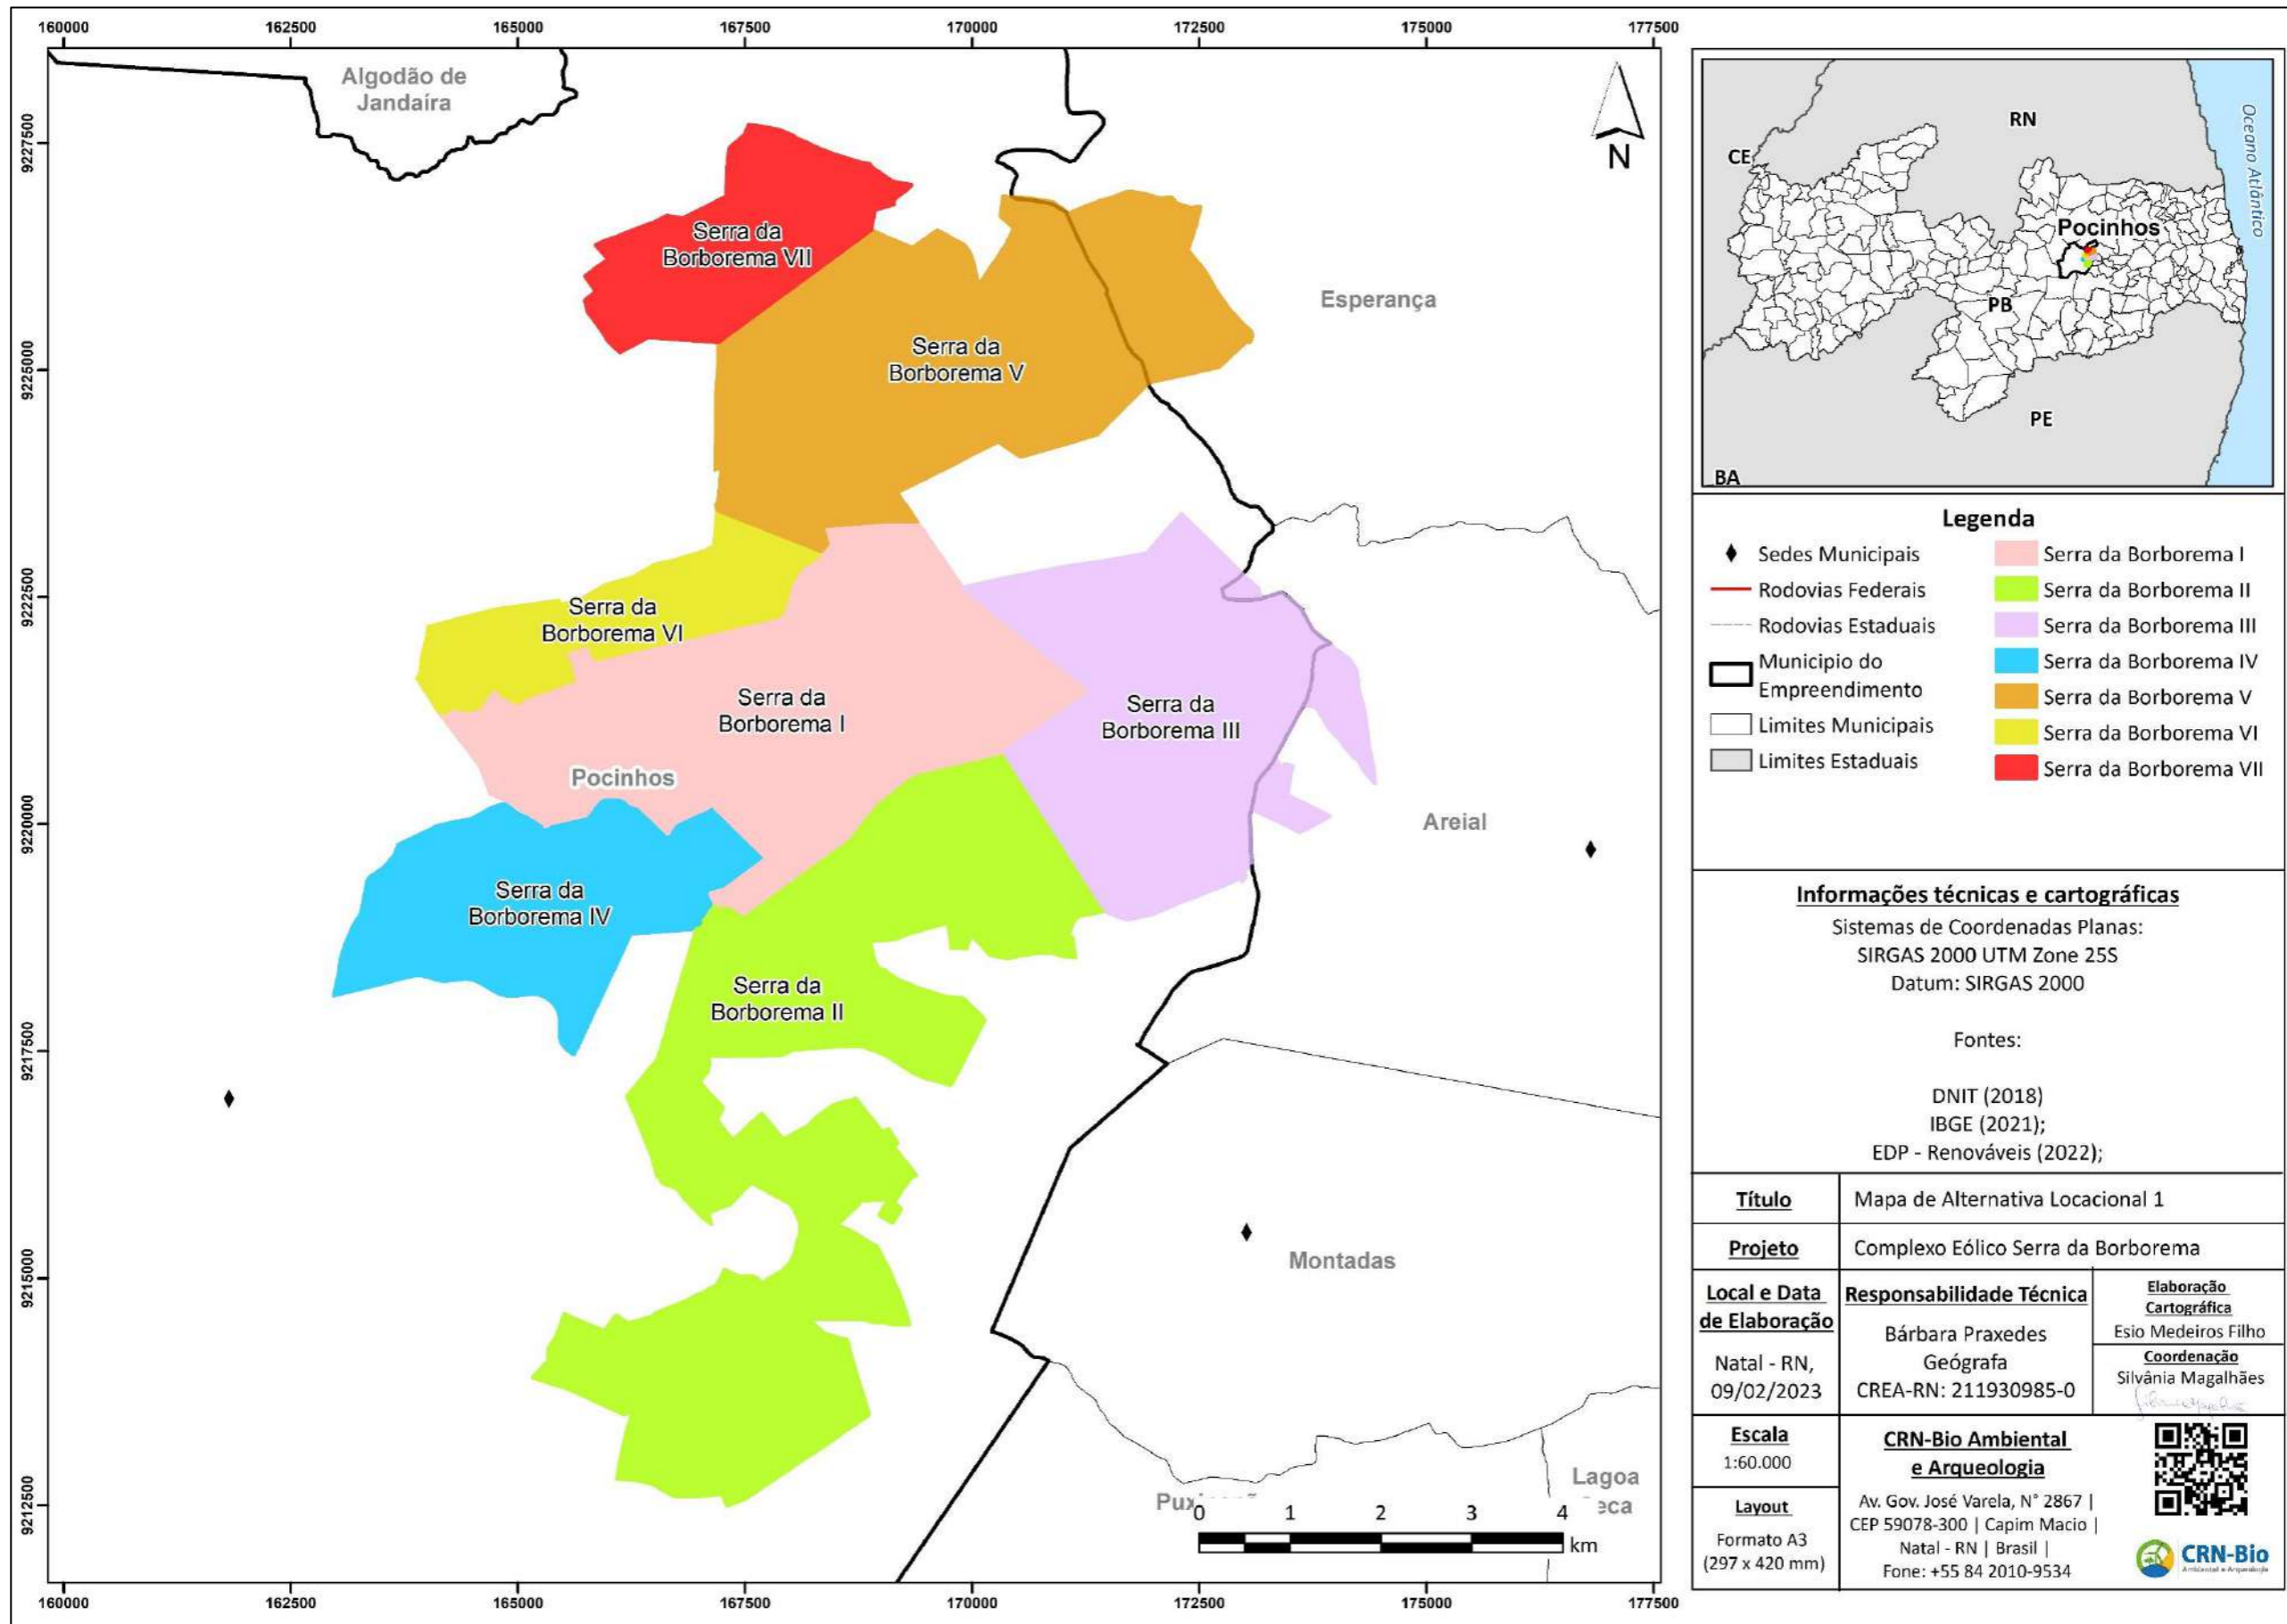 160000 162500 165000 167500 170000 172500 175000 177500
9227500
9225000
9222500
9220000
9217500
9215000
9212500
Algodão de
Jandaíra
N
Serra da
Borborema VII
Esperança
Serra da
Borborema V
Serra da
Borborema VI
Serra da
Borborema I
Serra da
Borborema III
Pocinhos
Areial
Serra da
Borborema IV
Serra da
Borborema II
Montadas
Lagoa
0 1 2 3 4
km
160000 162500 165000 167500 170000 172500 175000 177500
RN
CE
Oceano Atlântico
Pocinhos
PB
PE
BA
Legenda
Sedes Municipais
Rodovias Federais
Rodovias Estaduais
Municipio do
Empreendimento
Limites Municipais
Limites Estaduais
Serra da Borborema I
Serra da Borborema II
Serra da Borborema III
Serra da Borborema IV
Serra da Borborema V
Serra da Borborema VI
Serra da Borborema VII
Informações técnicas e cartográficas
Sistemas de Coordenadas Planas:
SIRGAS 2000 UTM Zone 25S
Datum: SIRGAS 2000
Fontes:
DNIT (2018)
IBGE (2021);
EDP - Renováveis (2022);
Título
Mapa de Alternativa Locacional 1
Projeto
Complexo Eólico Serra da Borborema
Local e Data
de Elaboração
Natal - RN,
09/02/2023
Responsabilidade Técnica
Bárbara Praxedes
Geógrafa
CREA-RN: 211930985-0
Elaboração
Cartográfica
Esio Medeiros Filho
Coordenação
Silvânia Magalhães
Escala
1:60.000
Layout
Formato A3
(297 x 420 mm)
CRN-Bio Ambiental
e Arqueologia
Av. Gov. José Varela, N° 2867 |
CEP 59078-300 | Capim Macio |
Natal - RN | Brasil |
Fone: +55 84 2010-9534
CRN-Bio
Ambiental e Arqueologia